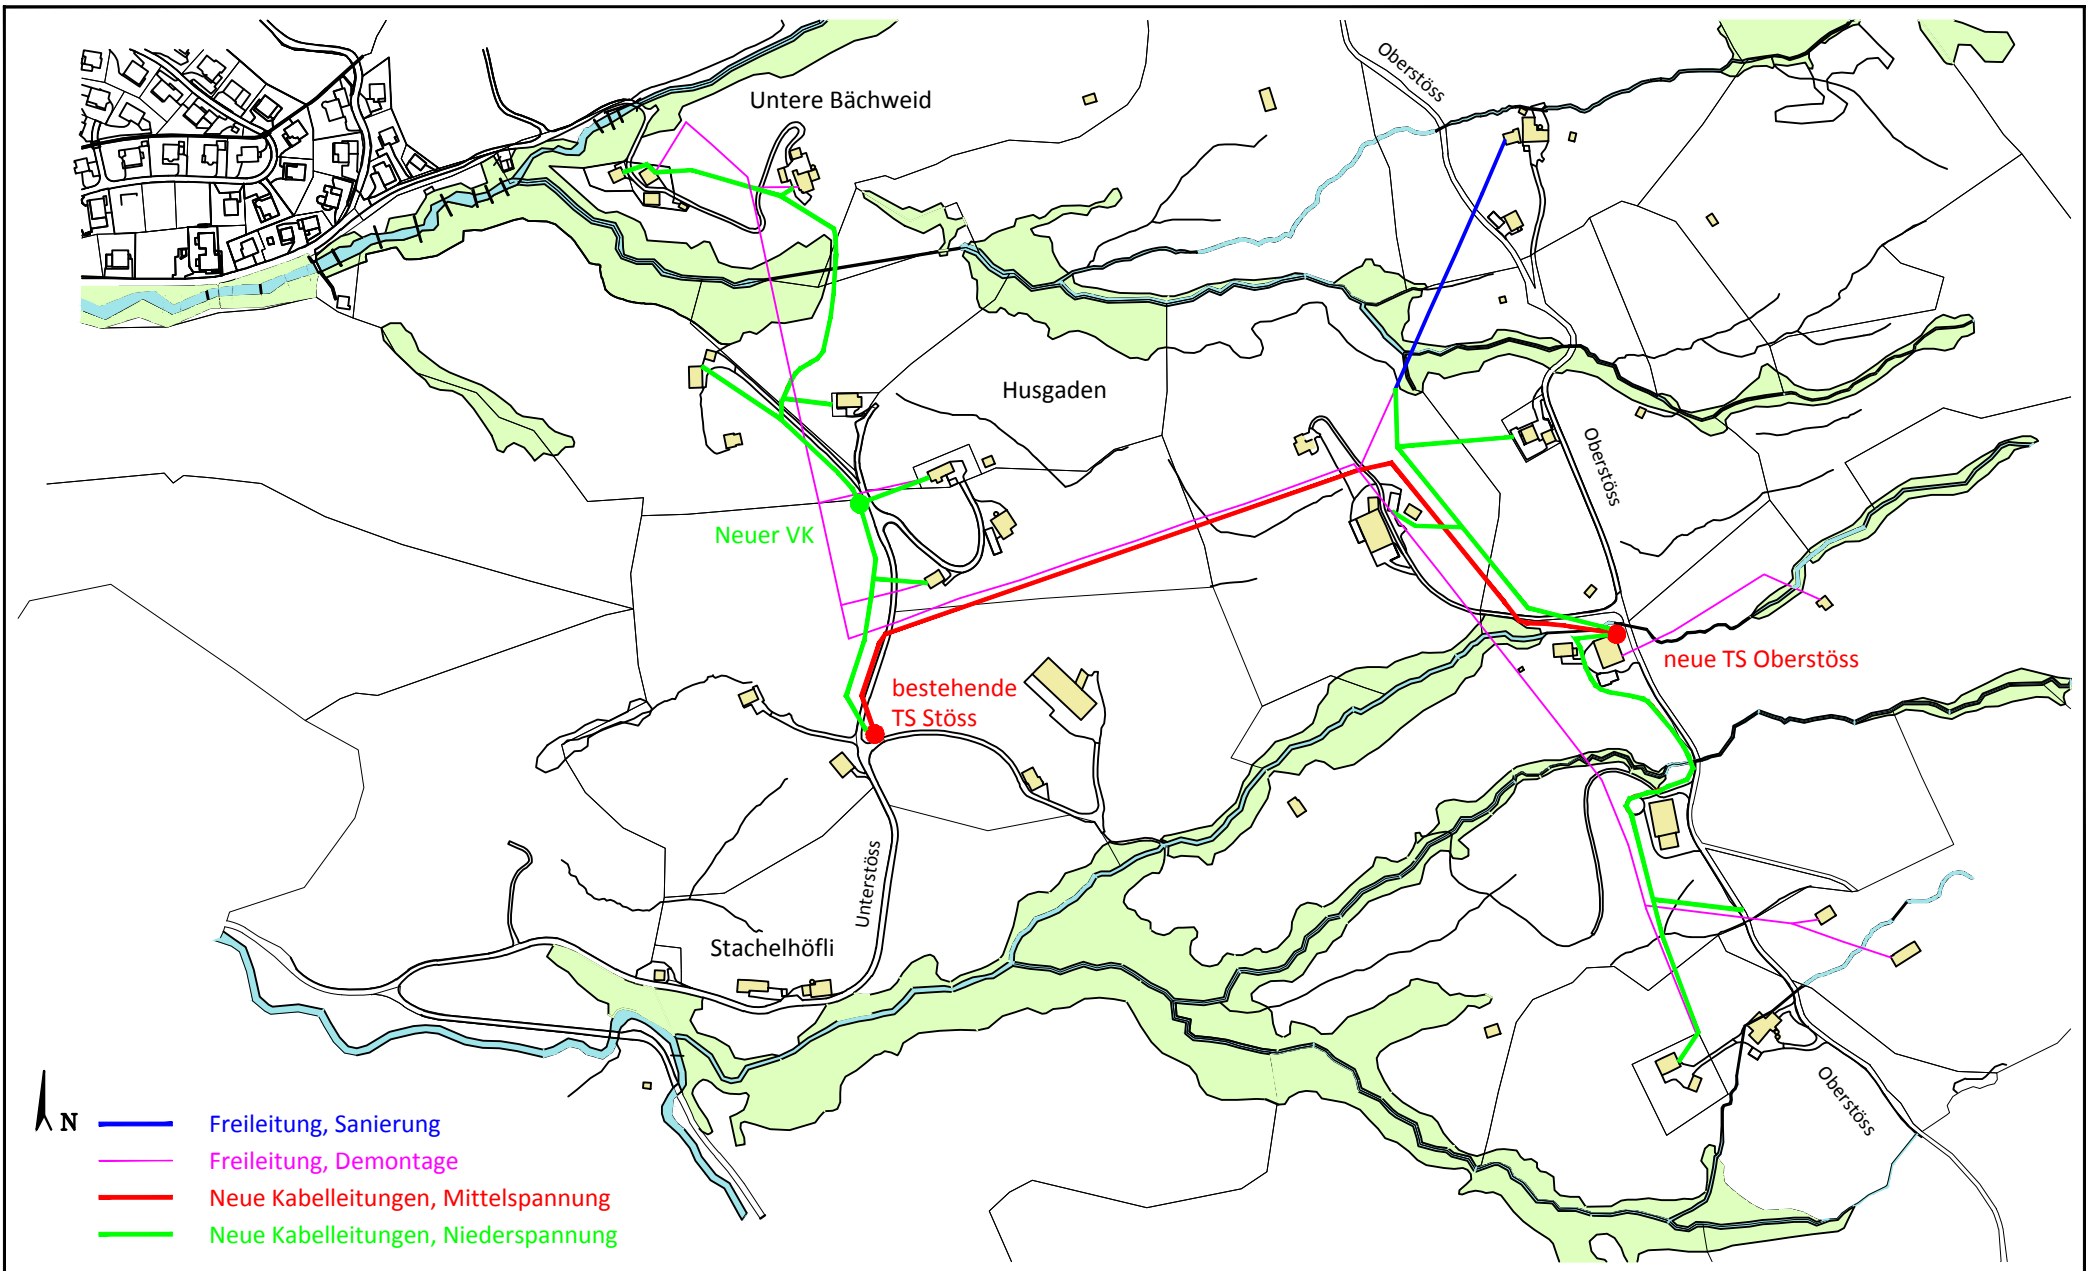 Oberstöss
Untere Bächweid
Husgaden
Oberstöss
Neuer VK
neue TS Oberstöss
bestehende
TS Stöss
Unterstöss
Stachelhöfli
Oberstöss
N
Freileitung, Sanierung
Freileitung, Demontage
Neue Kabelleitungen, Mittelspannung
Neue Kabelleitungen, Niederspannung